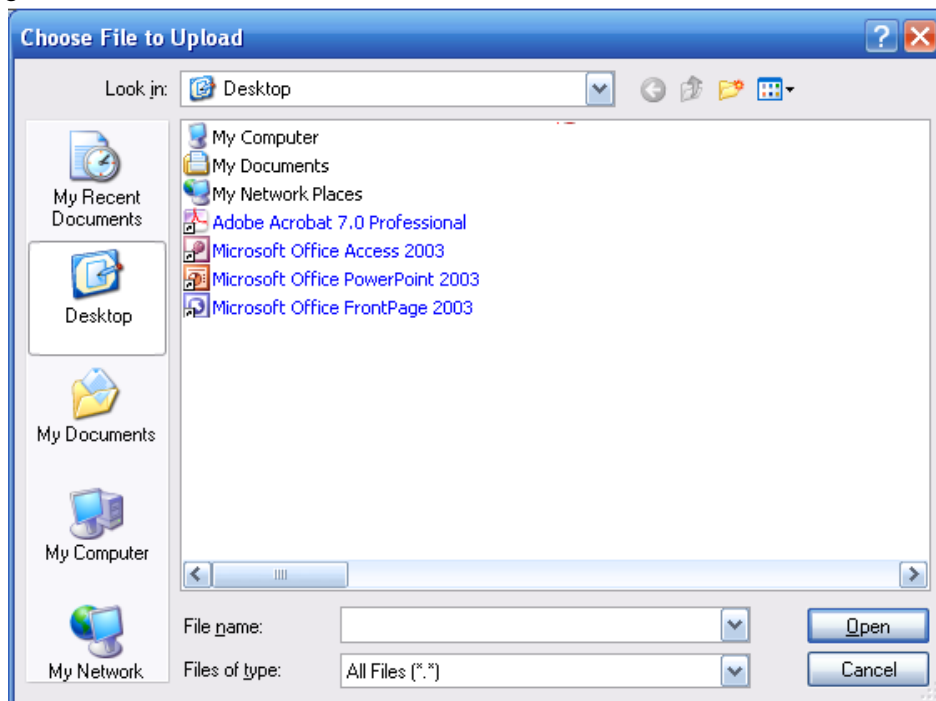 Choose File to Upload
Look in: Desktop
My Recent
Documents
Desktop
My Documents
My Computer
My Network
My Computer
My Documents
My Network Places
Adobe Acrobat 7.0 Professional
Microsoft Office Access 2003
Microsoft Office PowerPoint 2003
Microsoft Office FrontPage 2003
File name:
Open
Files of type: All Files (*.*)
Cancel